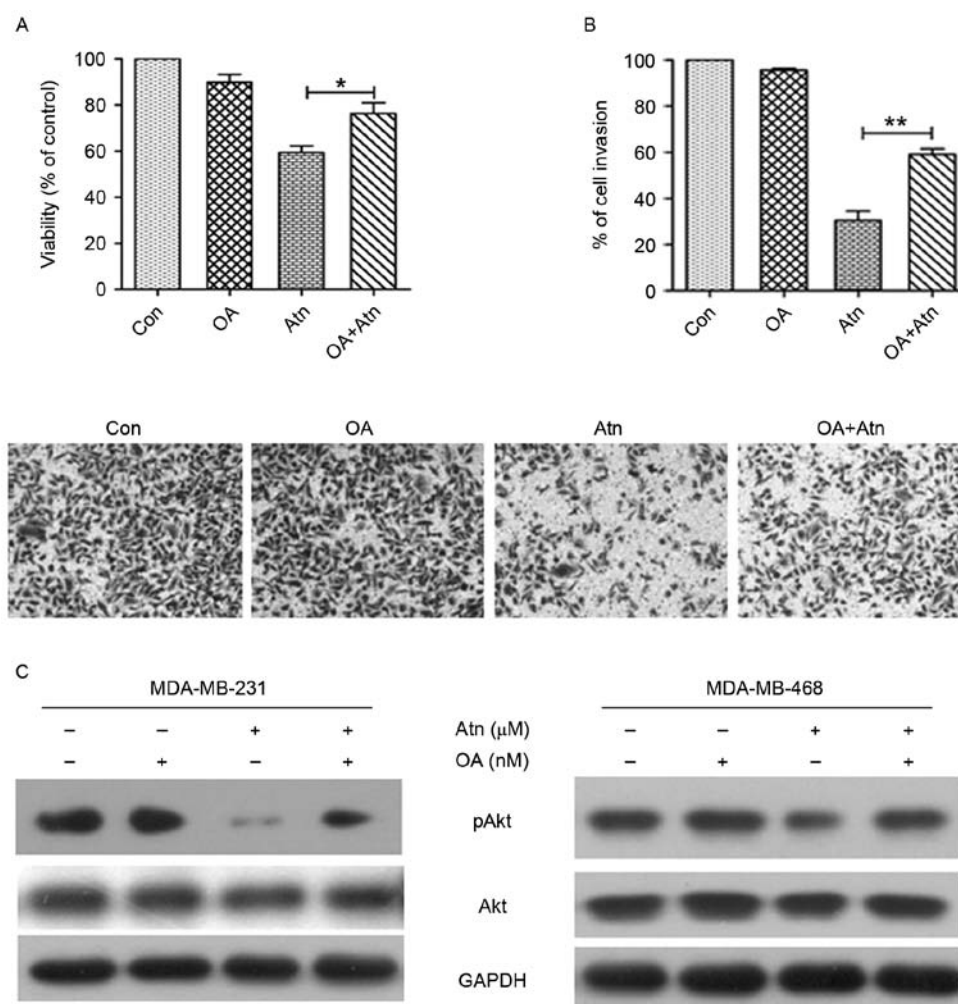 A
Viability (% of control)
100
80
60
40
20
0
*
Con
OA
Atn
OA+Atn
B
% of cell invasion
100
80
60
40
20
0
**
Con
OA
Atn
OA+Atn
Con OA Atn OA+Atn
C
MDA-MB-231 MDA-MB-468
– – + + Atn (μM) – – + +
– + – + OA (nM) – + – +
pAkt
Akt
GAPDH